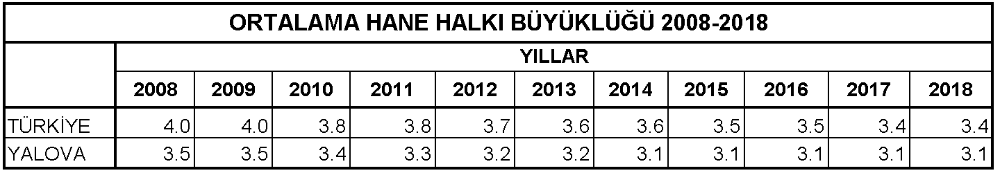 ORTALAMA HANE HALKI BÜYÜKLÜĞÜ 2008-2018
YILLAR
2008 2009 2010 2011 2012 2013 2014 2015 2016 2017 2018
TÜRKİYE 4.0 4.0 3.8 3.8 3.7 3.6 3.6 3.5 3.5 3.4 3.4
YALOVA 3.5 3.5 3.4 3.3 3.2 3.2 3.1 3.1 3.1 3.1 3.1